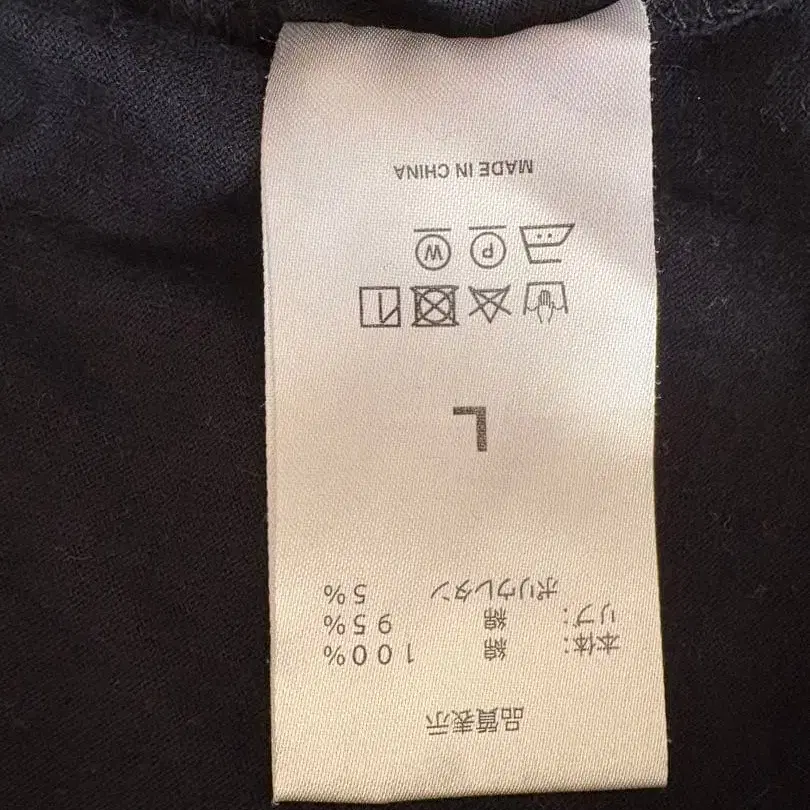 品質表示
本体: 綿 100%
リブ: 綿 95%
ポリウレタン 5%
L
P W
MADE IN CHINA